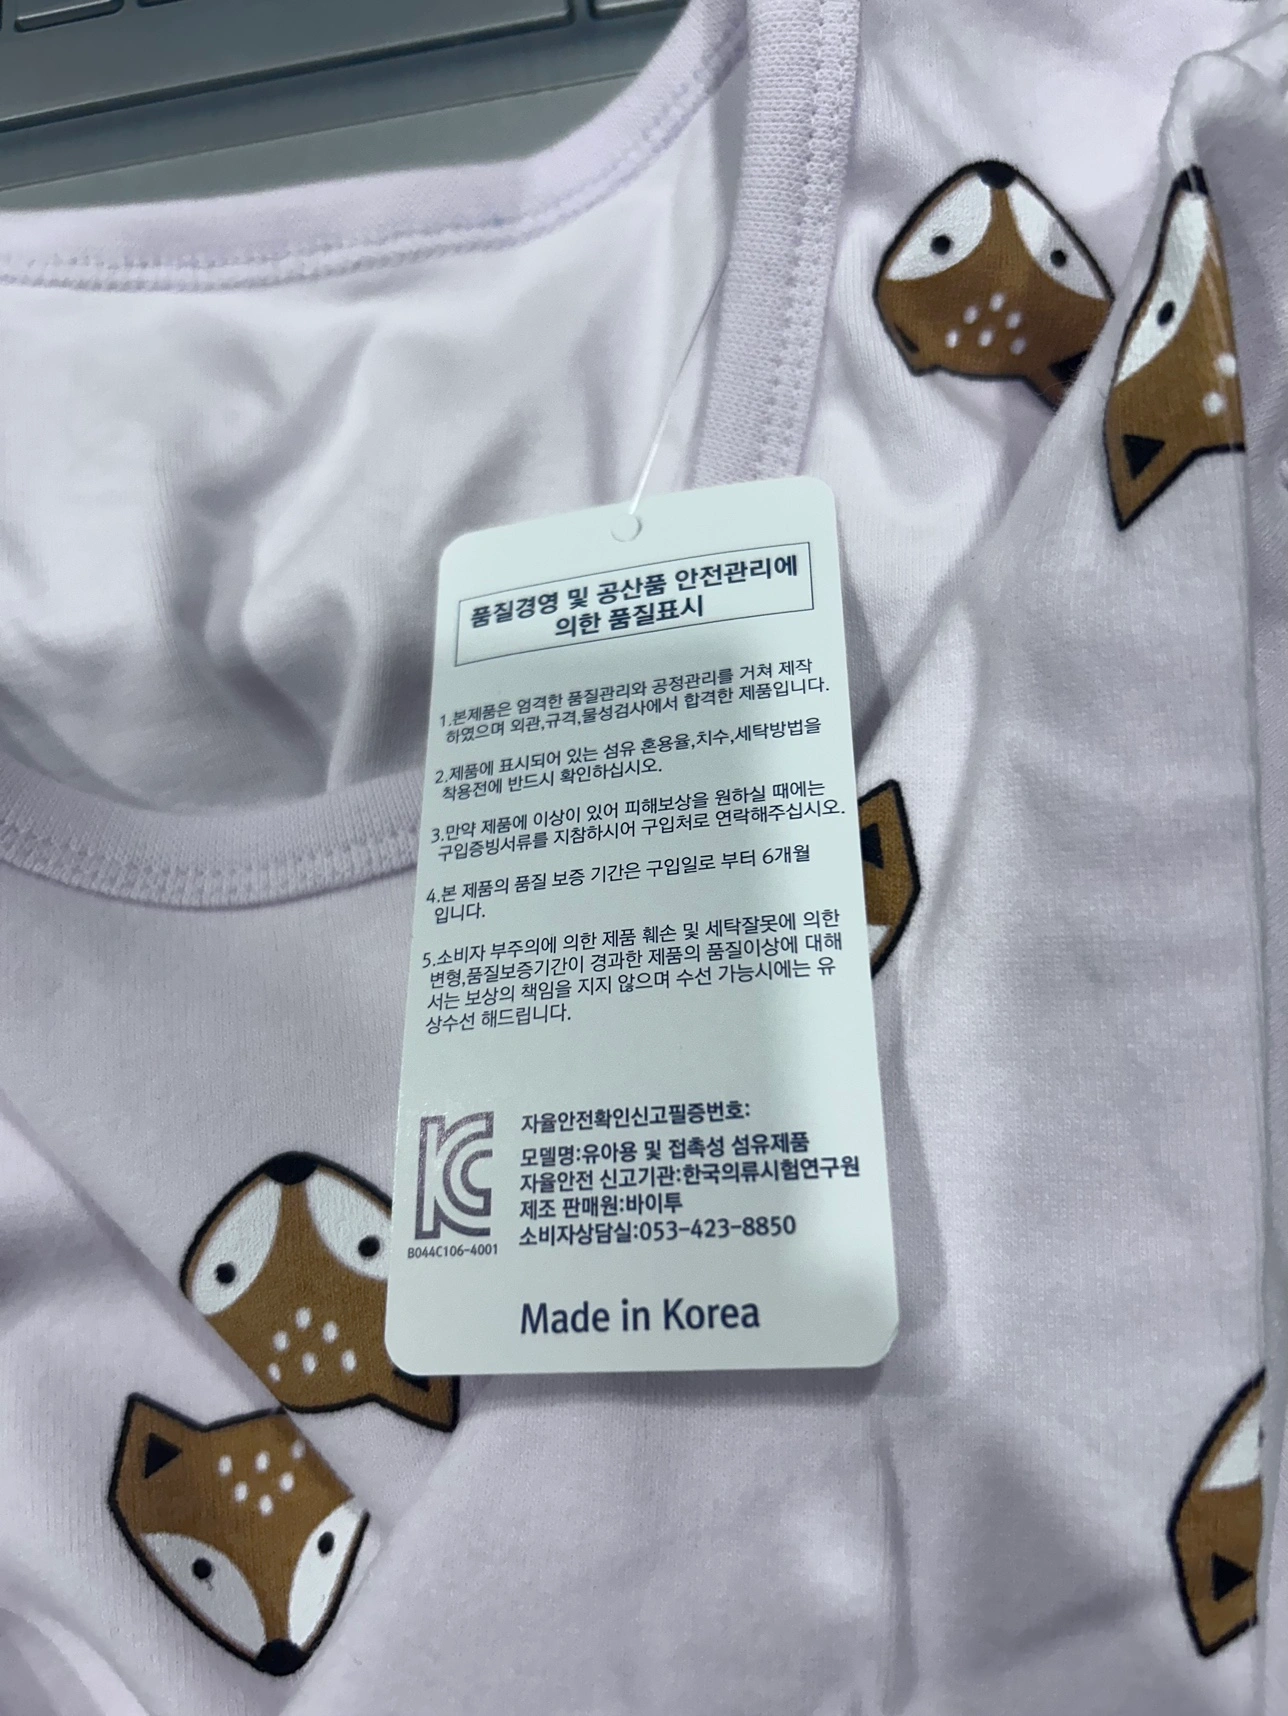 품질경영 및 공산품 안전관리에
의한 품질표시
1.본제품은 엄격한 품질관리와 공정관리를 거쳐 제작
하였으며 외관,규격,물성검사에서 합격한 제품입니다.
2.제품에 표시되어 있는 섬유 혼용율,치수,세탁방법을
착용전에 반드시 확인하십시오.
3.만약 제품에 이상이 있어 피해보상을 원하실 때에는
구입증빙서류를 지참하시어 구입처로 연락해주십시오.
4.본 제품의 품질 보증 기간은 구입일로 부터 6개월
입니다.
5.소비자 부주의에 의한 제품 훼손 및 세탁잘못에 의한
변형,품질보증기간이 경과한 제품의 품질이상에 대해
서는 보상의 책임을 지지 않으며 수선 가능시에는 유
상수선 해드립니다.
KC
B044C106-4001
자율안전확인신고필증번호:
모델명:유아용 및 접촉성 섬유제품
자율안전 신고기관:한국의류시험연구원
제조 판매원:바이투
소비자상담실:053-423-8850
Made in Korea